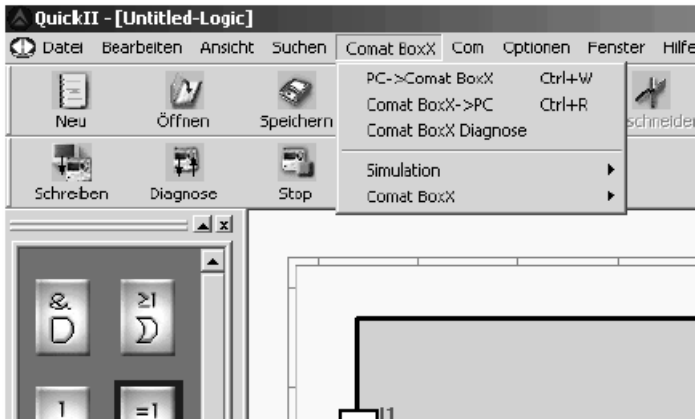 QuickII - [Untitled-Logic]
Datei Bearbeiten Ansicht Suchen Comat BoxX Com Optionen Fenster Hilfe
PC->Comat BoxX Ctrl+W
Comat BoxX->PC Ctrl+R
Comat BoxX Diagnose
Simulation
Comat BoxX
Neu Öffnen Speichern schneiden
Schreiben Diagnose Stop
& ≥1
1 =1
I1